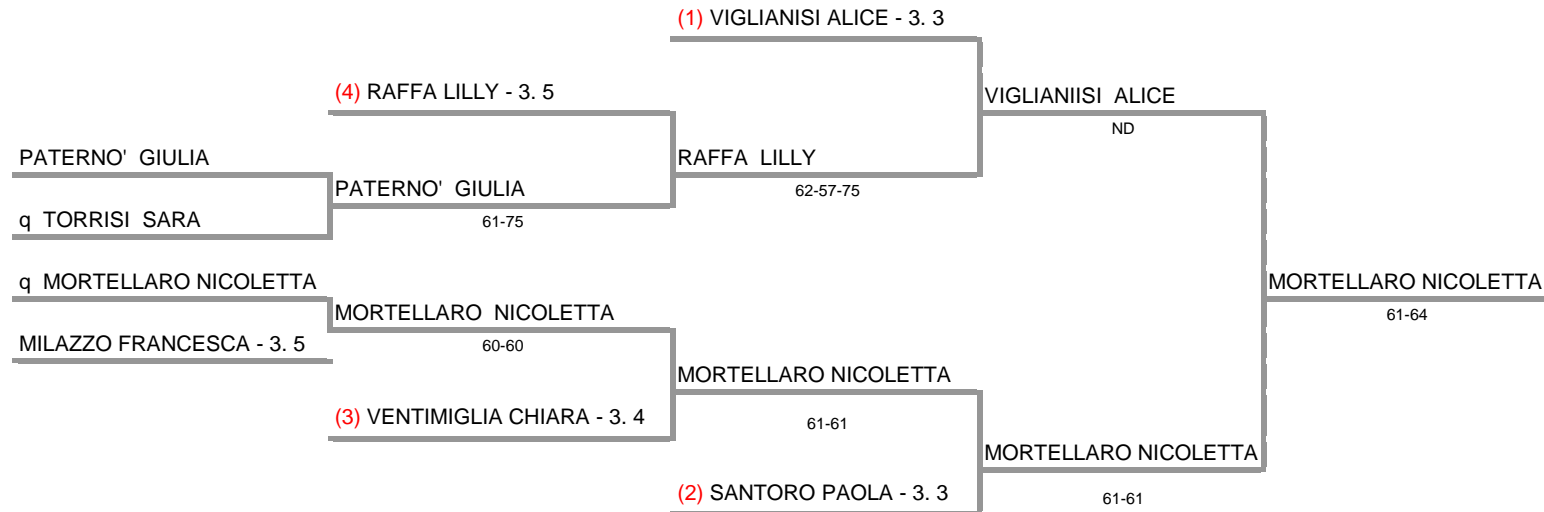 (1) VIGLIANISI ALICE - 3. 3
(4) RAFFA LILLY - 3. 5
VIGLIANIISI ALICE
ND
PATERNO' GIULIA
RAFFA LILLY
62-57-75
PATERNO' GIULIA
61-75
q TORRISI SARA
q MORTELLARO NICOLETTA
MORTELLARO NICOLETTA
61-64
MORTELLARO NICOLETTA
60-60
MILAZZO FRANCESCA - 3. 5
MORTELLARO NICOLETTA
61-61
(3) VENTIMIGLIA CHIARA - 3. 4
MORTELLARO NICOLETTA
61-61
(2) SANTORO PAOLA - 3. 3